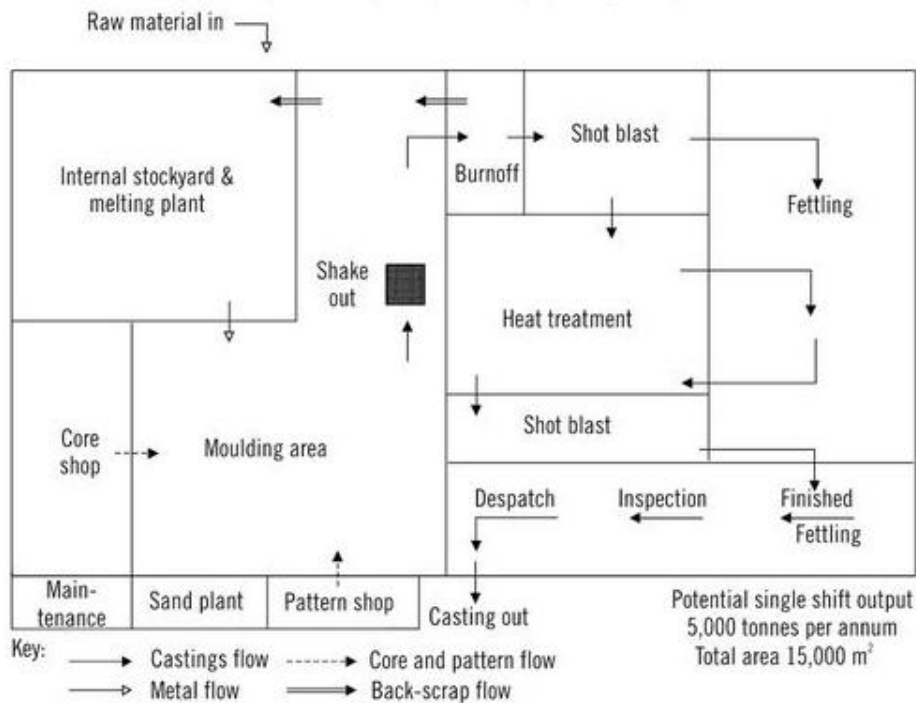 Raw material in
Internal stockyard &
melting plant
Burnoff
Shot blast
Fettling
Shake
out
Heat treatment
Core
shop
Moulding area
Shot blast
Despatch
Inspection
Finished
Fettling
Main-
tenance
Sand plant
Pattern shop
Casting out
Potential single shift output
5,000 tonnes per annum
Total area 15,000 m²
Key:
Castings flow
Core and pattern flow
Metal flow
Back-scrap flow